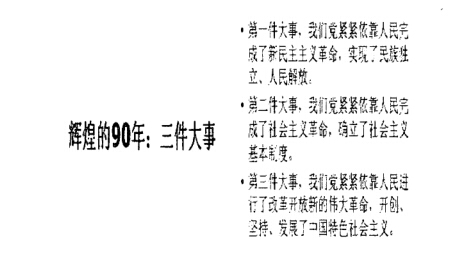 辉煌的90年：三件大事
• 第一件大事，我们党紧紧依靠人民完
成了新民主主义革命，实现了民族独
立、人民解放。
• 第二件大事，我们党紧紧依靠人民完
成了社会主义革命，确立了社会主义
基本制度。
• 第三件大事，我们党紧紧依靠人民进
行了改革开放新的伟大革命，开创、
坚持、发展了中国特色社会主义。